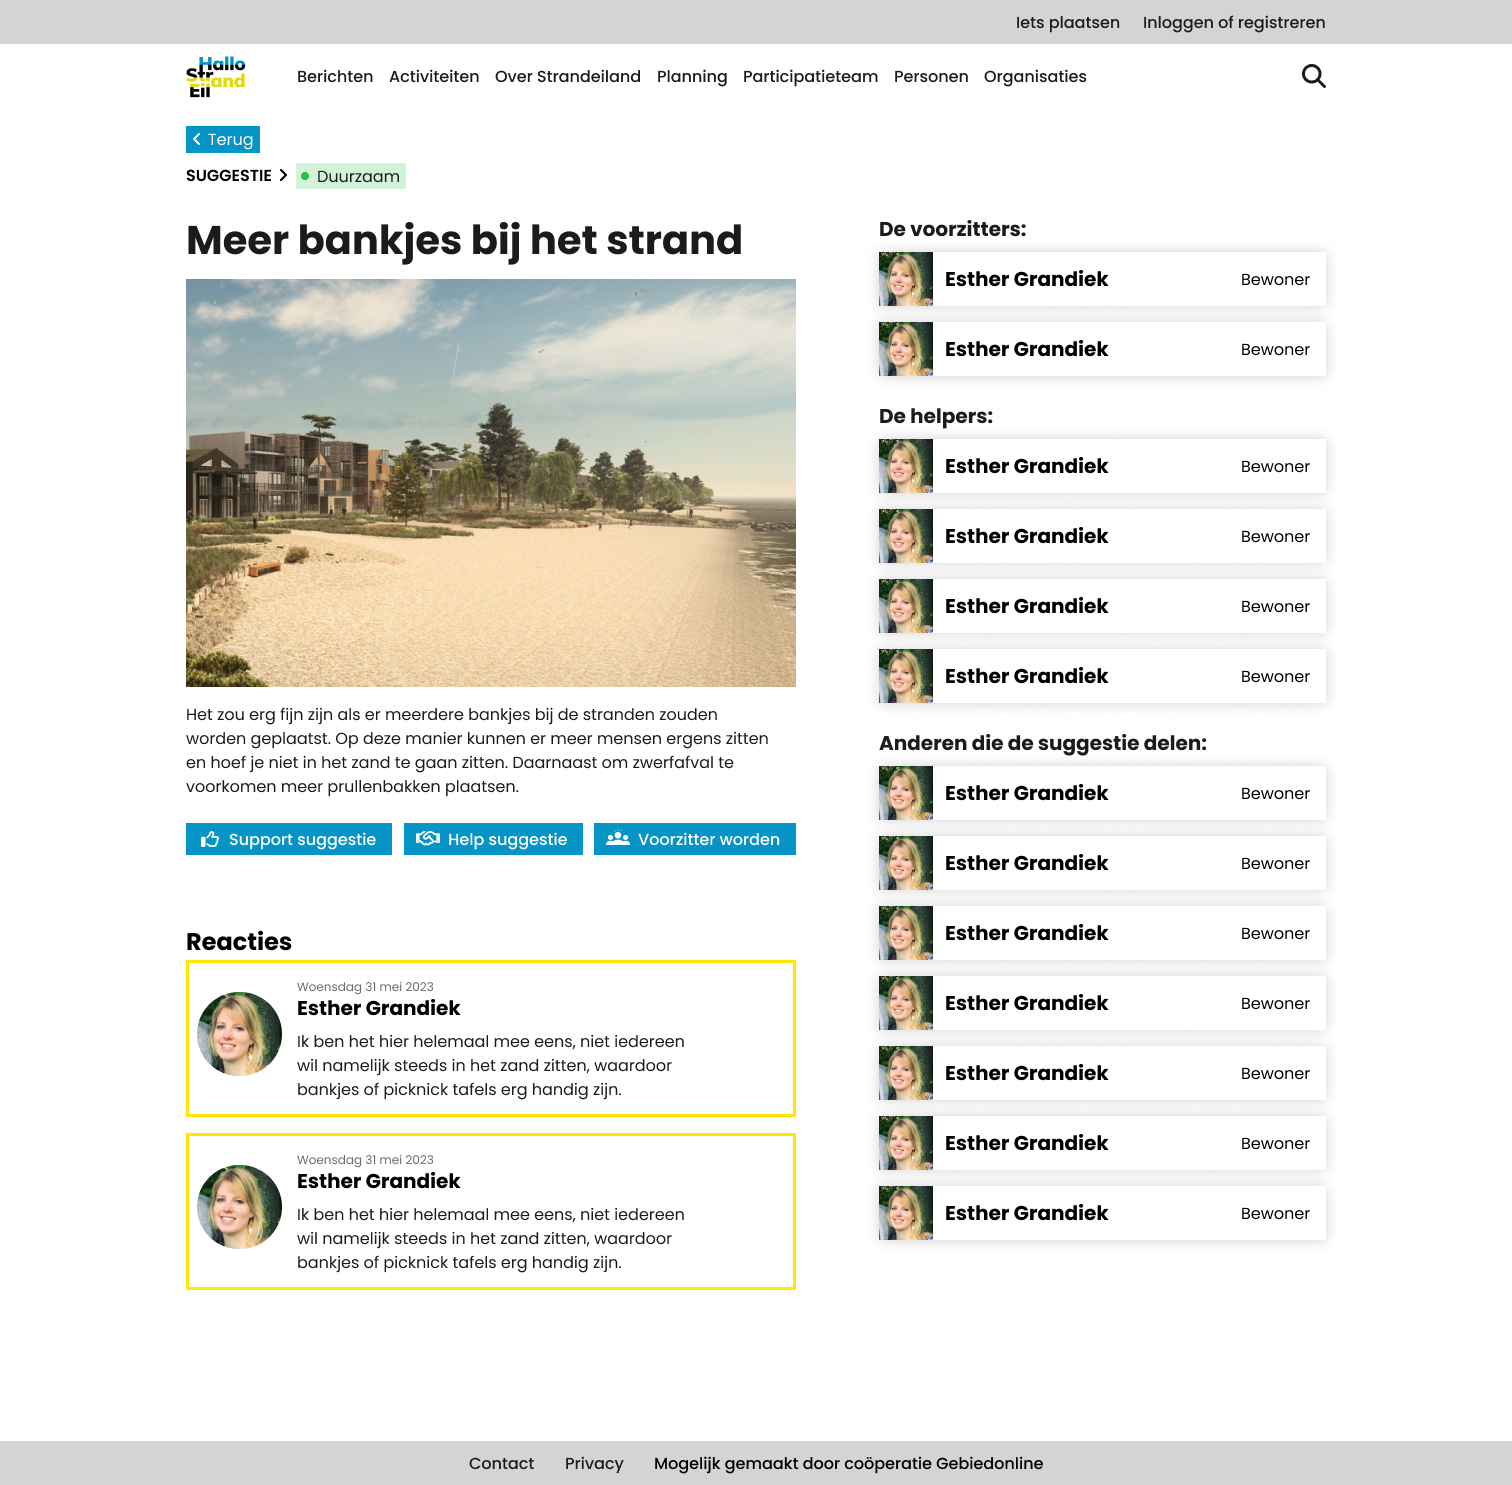 Iets plaatsen Inloggen of registreren
Hallo
Str
eiland
Eil
Berichten Activiteiten Over Strandeiland Planning Participatieteam Personen Organisaties
Terug
SUGGESTIE Duurzaam
Meer bankjes bij het strand
Het zou erg fijn zijn als er meerdere bankjes bij de stranden zouden
worden geplaatst. Op deze manier kunnen er meer mensen ergens zitten
en hoef je niet in het zand te gaan zitten. Daarnaast om zwerfafval te
voorkomen meer prullenbakken plaatsen.
Support suggestie Help suggestie Voorzitter worden
Reacties
Woensdag 31 mei 2023
Esther Grandiek
Ik ben het hier helemaal mee eens, niet iedereen
wil namelijk steeds in het zand zitten, waardoor
bankjes of picknick tafels erg handig zijn.
Woensdag 31 mei 2023
Esther Grandiek
Ik ben het hier helemaal mee eens, niet iedereen
wil namelijk steeds in het zand zitten, waardoor
bankjes of picknick tafels erg handig zijn.
De voorzitters:
Esther Grandiek Bewoner
Esther Grandiek Bewoner
De helpers:
Esther Grandiek Bewoner
Esther Grandiek Bewoner
Esther Grandiek Bewoner
Esther Grandiek Bewoner
Anderen die de suggestie delen:
Esther Grandiek Bewoner
Esther Grandiek Bewoner
Esther Grandiek Bewoner
Esther Grandiek Bewoner
Esther Grandiek Bewoner
Esther Grandiek Bewoner
Esther Grandiek Bewoner
Contact Privacy Mogelijk gemaakt door coöperatie Gebiedonline